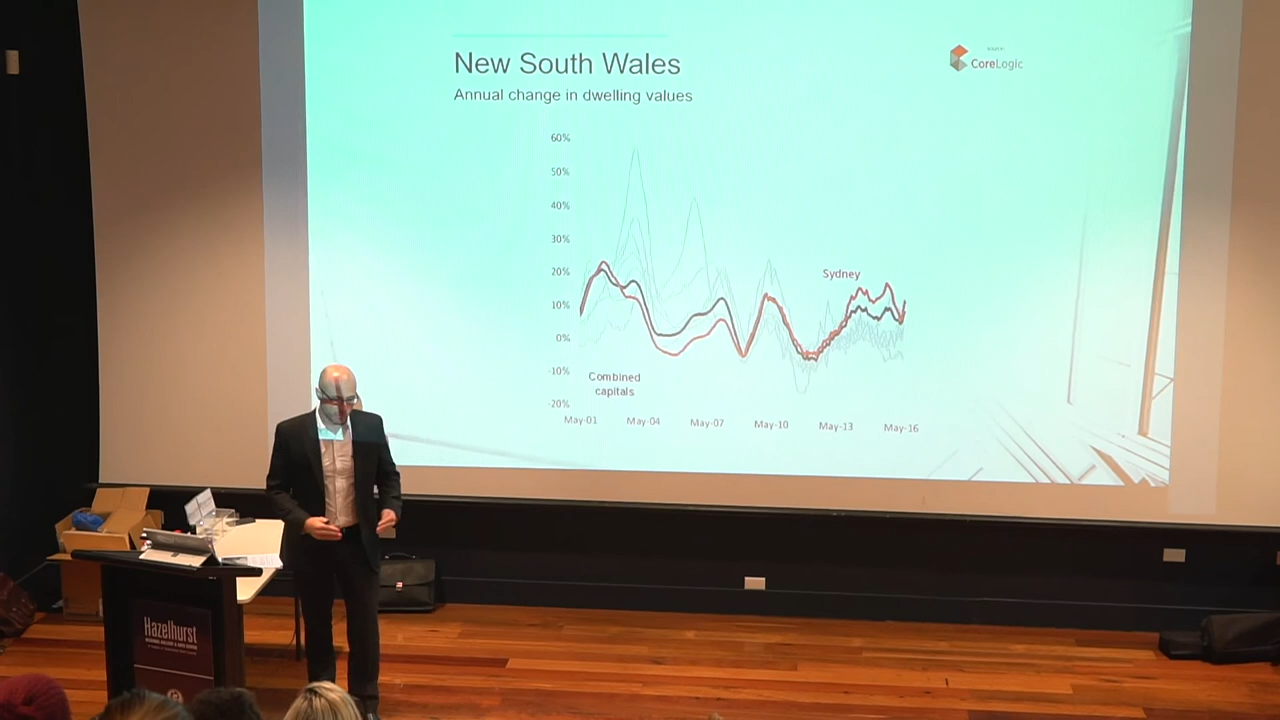 New South Wales
Annual change in dwelling values
source:
CoreLogic
60%
50%
40%
30%
20%
10%
0%
-10%
-20%
Sydney
Combined
capitals
May-01 May-04 May-07 May-10 May-13 May-16
Hazelhurst